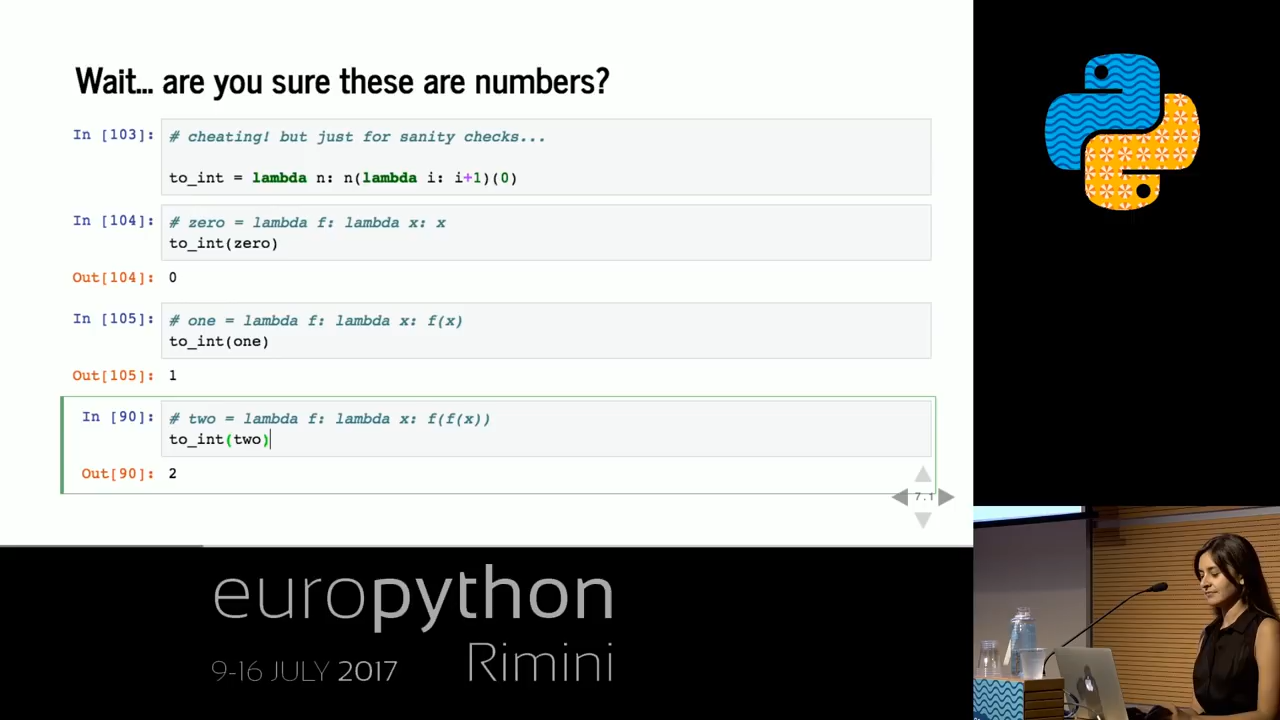 Wait... are you sure these are numbers?
In [103]:
# cheating! but just for sanity checks...
to_int = lambda n: n(lambda i: i+1)(0)
In [104]:
# zero = lambda f: lambda x: x
to_int(zero)
Out[104]: 0
In [105]:
# one = lambda f: lambda x: f(x)
to_int(one)
Out[105]: 1
In [90]:
# two = lambda f: lambda x: f(f(x))
to_int(two)
Out[90]: 2
7.1
europython
9-16 JULY 2017
Rimini